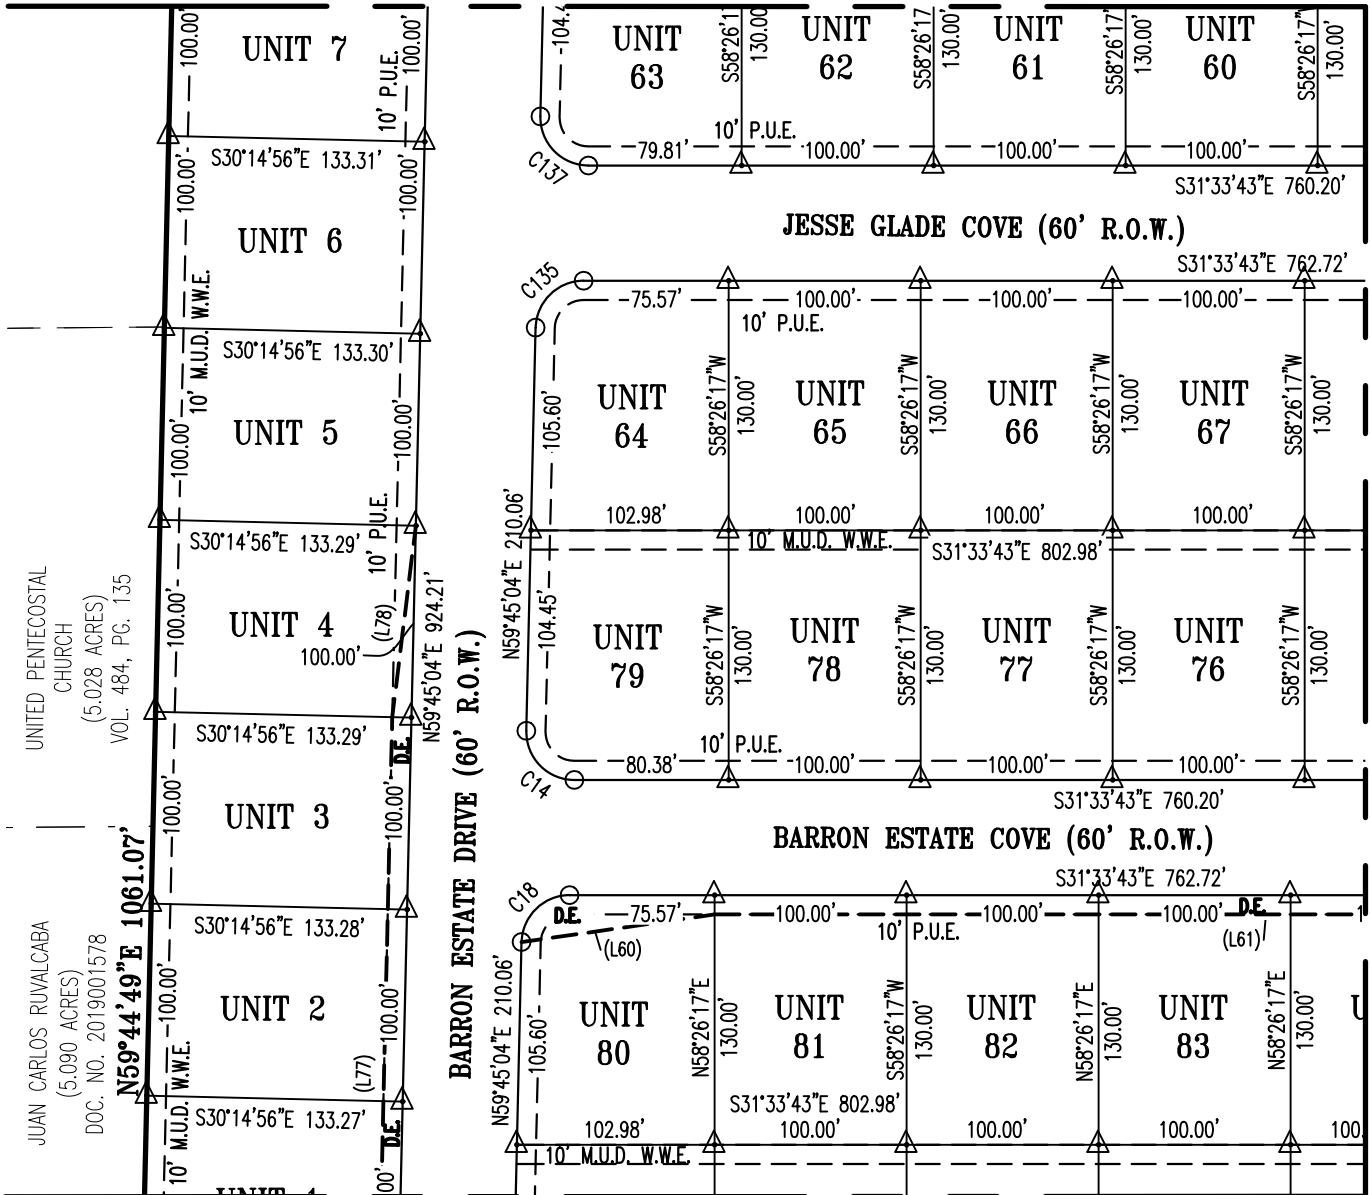 100.00'
UNIT 7
10' P.U.E.
100.00'
UNIT
63
S58°26'1
130.00
UNIT
62
S58°26'17
130.00'
UNIT
61
S58°26'17
130.00'
UNIT
60
S58°26'17"
130.00'
S30°14'56"E 133.31'
79.81'
10' P.U.E.
100.00'
100.00'
100.00'
C137
S31°33'43"E 760.20'
JESSE GLADE COVE (60' R.O.W.)
S31°33'43"E 762.72'
100.00'
UNIT 6
100.00'
10' M.U.D. W.W.E.
S30°14'56"E 133.30'
C135
75.57'
100.00'
100.00'
100.00'
10' P.U.E.
100.00'
UNIT 5
100.00'
10' P.U.E.
S30°14'56"E 133.29'
105.60'
N59°45'04"E 210.06'
UNIT
64
S58°26'17"W
130.00'
UNIT
65
S58°26'17"W
130.00'
UNIT
66
S58°26'17"W
130.00'
UNIT
67
S58°26'17"W
130.00'
102.98'
100.00'
100.00'
100.00'
10' M.U.D. W.W.E.
S31°33'43"E 802.98'
UNITED PENTECOSTAL
CHURCH
(5.028 ACRES)
VOL. 484, PG. 135
100.00'
UNIT 4
(L78)
100.00'
N59°45'04"E 924.21'
S30°14'56"E 133.29'
D.E.
BARRON ESTATE DRIVE (60' R.O.W.)
104.45'
UNIT
79
S58°26'17"W
130.00'
UNIT
78
S58°26'17"W
130.00'
UNIT
77
S58°26'17"W
130.00'
UNIT
76
S58°26'17"W
130.00'
10' P.U.E.
80.38'
100.00'
100.00'
100.00'
C14
S31°33'43"E 760.20'
BARRON ESTATE COVE (60' R.O.W.)
S31°33'43"E 762.72'
100.00'
UNIT 3
100.00'
S30°14'56"E 133.28'
N59°44'49"E 1061.07'
C18
D.E.
75.57'
100.00'
100.00'
100.00'
D.E.
10' P.U.E.
(L60)
(L61)
JUAN CARLOS RUVALCABA
(5.090 ACRES)
DOC. NO. 2019001578
100.00'
UNIT 2
100.00'
(L77)
10' M.U.D. W.W.E.
S30°14'56"E 133.27'
D.E.
00'
N59°45'04"E 210.06'
105.60'
UNIT
80
N58°26'17"E
130.00'
UNIT
81
S58°26'17"W
130.00'
UNIT
82
N58°26'17"E
130.00'
UNIT
83
N58°26'17"E
130.00'
S31°33'43"E 802.98'
102.98'
100.00'
100.00'
100.00'
100.
10' M.U.D. W.W.E.